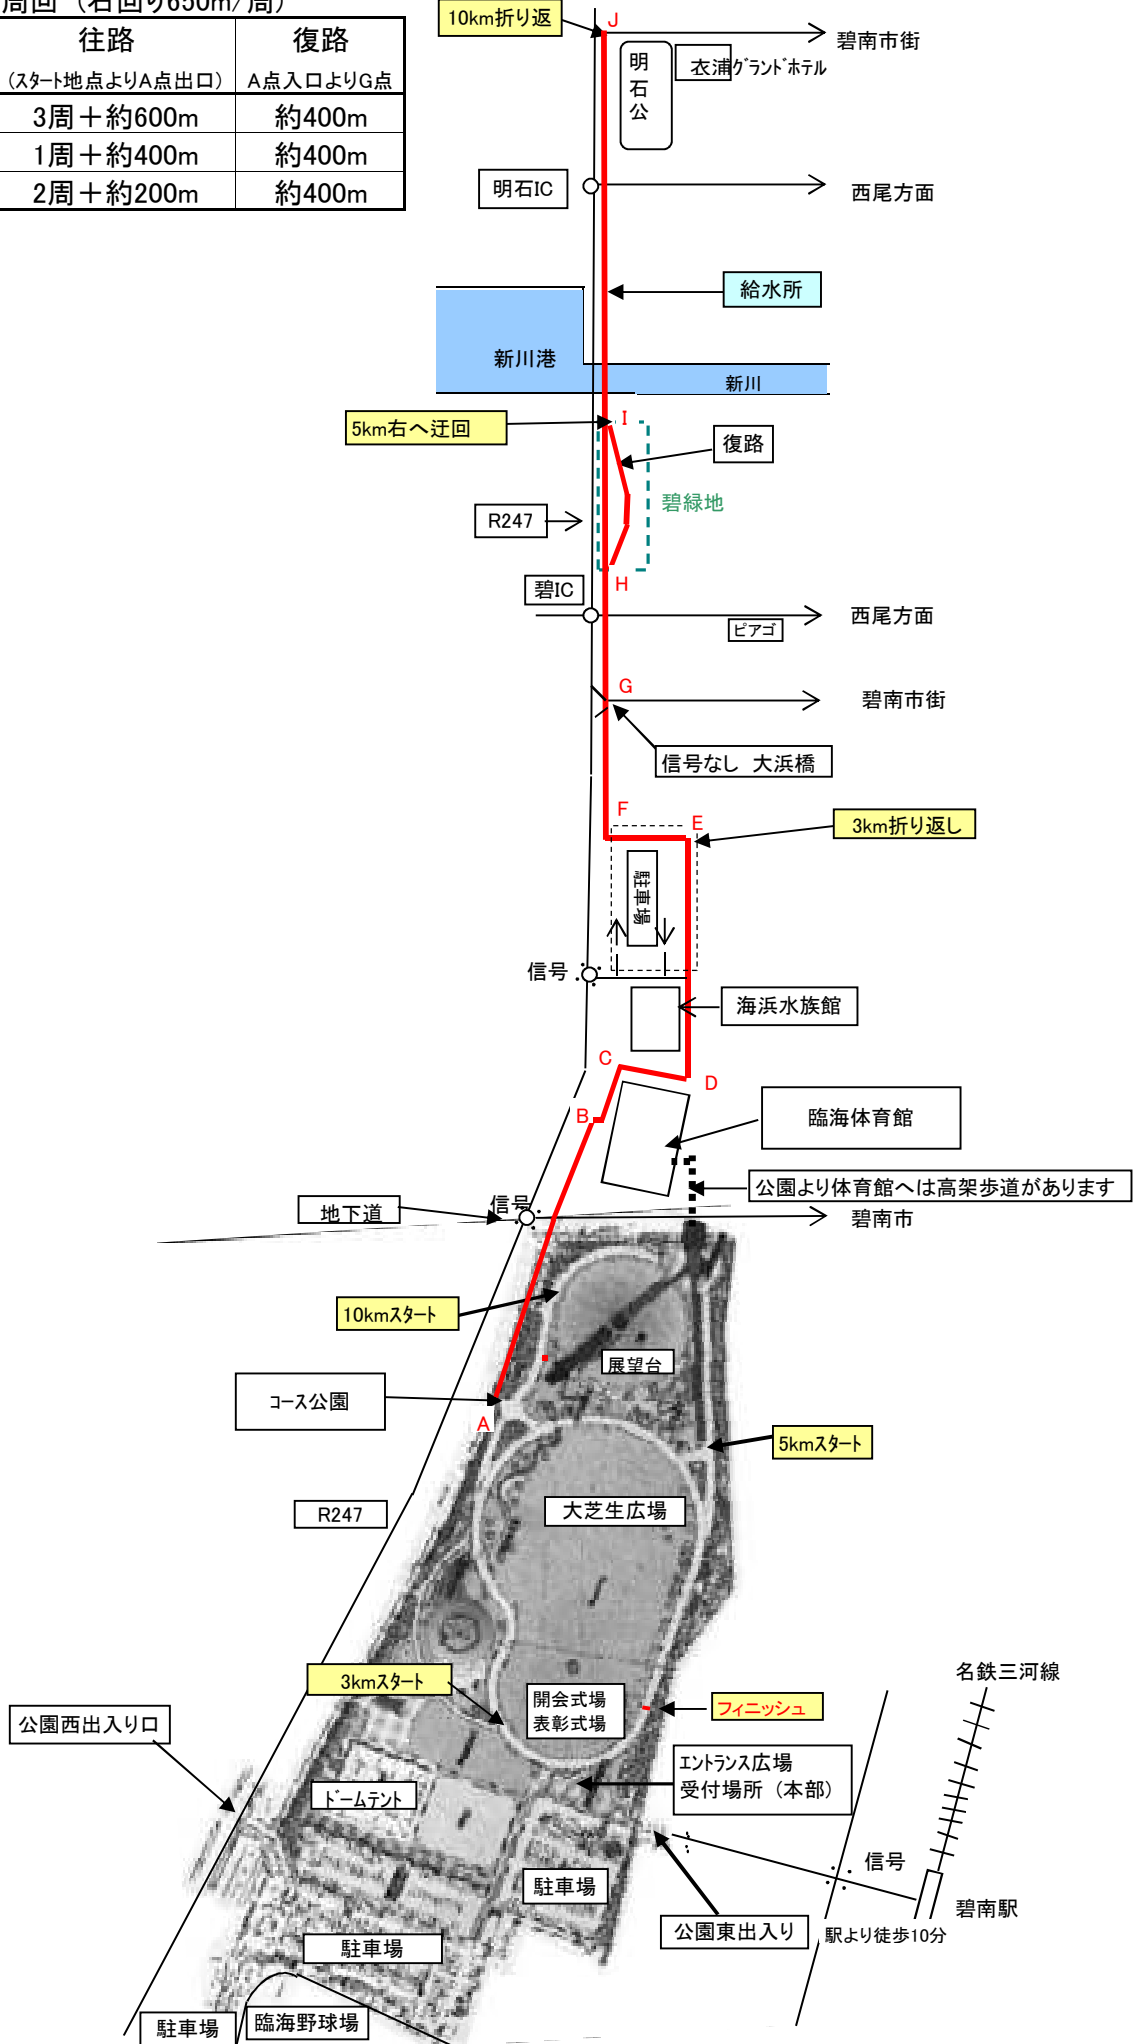 周回（右回り650m/周）
往路
復路
(スタート地点よりA点出口)
A点入口よりG点
3周＋約600m
約400m
1周＋約400m
約400m
2周＋約200m
約400m
10km折り返
J
碧南市街
明石公
衣浦グランドホテル
明石IC
西尾方面
給水所
新川港
新川
5km右へ迂回
I
復路
碧緑地
R247
H
碧IC
西尾方面
ピアゴ
G
碧南市街
信号なし 大浜橋
F
E
3km折り返し
駐車場
信号
海浜水族館
C
D
B
臨海体育館
公園より体育館へは高架歩道があります
地下道
信号
碧南市
10kmスタート
展望台
コース公園
A
5kmスタート
R247
大芝生広場
3kmスタート
開会式場
表彰式場
フィニッシュ
名鉄三河線
公園西出入り口
エントランス広場
受付場所（本部）
ドームテント
信号
駐車場
碧南駅
公園東出入り
駅より徒歩10分
駐車場
駐車場
臨海野球場